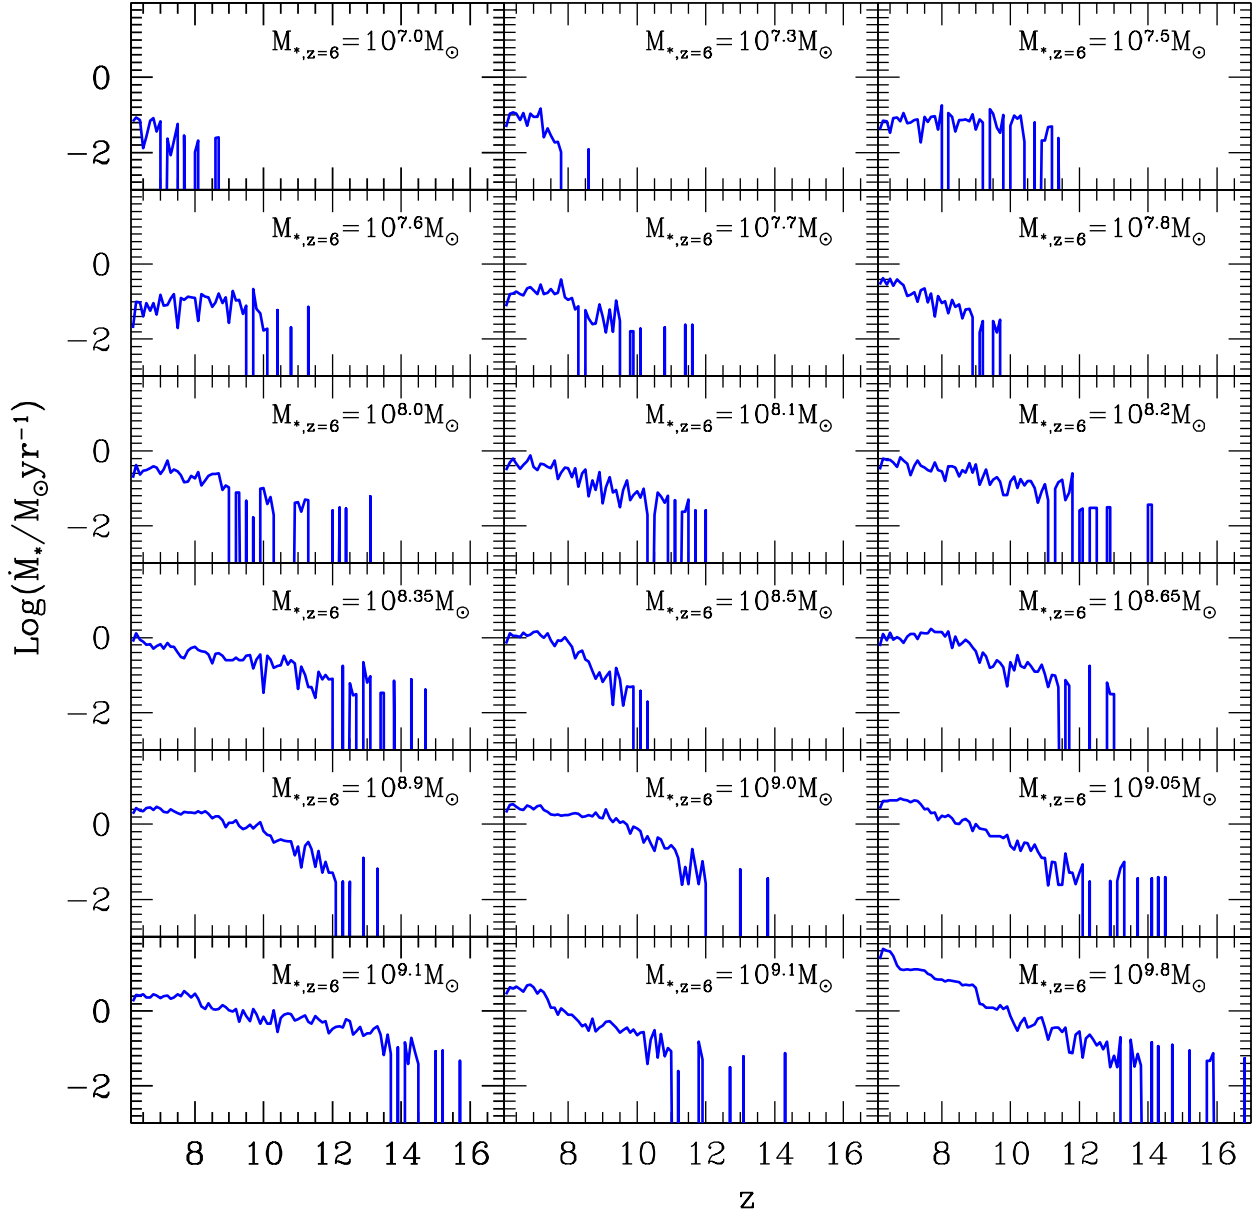 M*,z=6=10^7.0M⊙ M*,z=6=10^7.3M⊙ M*,z=6=10^7.5M⊙
0
−2
M*,z=6=10^7.6M⊙ M*,z=6=10^7.7M⊙ M*,z=6=10^7.8M⊙
0
−2
M*,z=6=10^8.0M⊙ M*,z=6=10^8.1M⊙ M*,z=6=10^8.2M⊙
0
−2
Log(Ṁ*/M⊙yr−1)
M*,z=6=10^8.35M⊙ M*,z=6=10^8.5M⊙ M*,z=6=10^8.65M⊙
0
−2
M*,z=6=10^8.9M⊙ M*,z=6=10^9.0M⊙ M*,z=6=10^9.05M⊙
0
−2
M*,z=6=10^9.1M⊙ M*,z=6=10^9.1M⊙ M*,z=6=10^9.8M⊙
0
−2
8 10 12 14 16 8 10 12 14 16 8 10 12 14 16
z